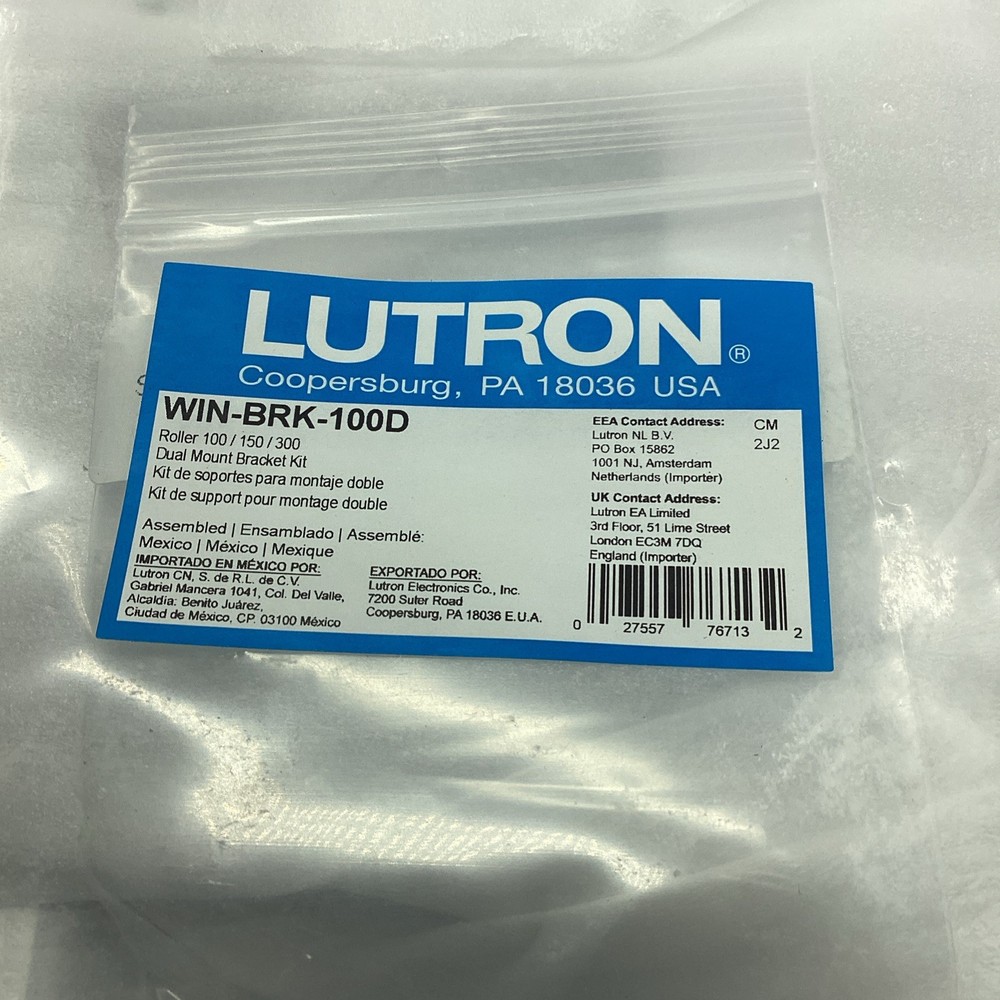 LUTRON®
Coopersburg, PA 18036 USA
WIN-BRK-100D
Roller 100 / 150 / 300
Dual Mount Bracket Kit
Kit de soportes para montaje doble
Kit de support pour montage double
Assembled | Ensamblado | Assemblé:
Mexico | México | Mexique
IMPORTADO EN MÉXICO POR:
Lutron CN, S. de R.L. de C.V.
Gabriel Mancera 1041, Col. Del Valle,
Alcaldía: Benito Juárez,
Ciudad de México, CP. 03100 México
EXPORTADO POR:
Lutron Electronics Co., Inc.
7200 Suter Road
Coopersburg, PA 18036 E.U.A.
EEA Contact Address:
Lutron NL B.V.
PO Box 15862
1001 NJ, Amsterdam
Netherlands (Importer)
UK Contact Address:
Lutron EA Limited
3rd Floor, 51 Lime Street
London EC3M 7DQ
England (Importer)
CM
2J2
0 27557 76713 2